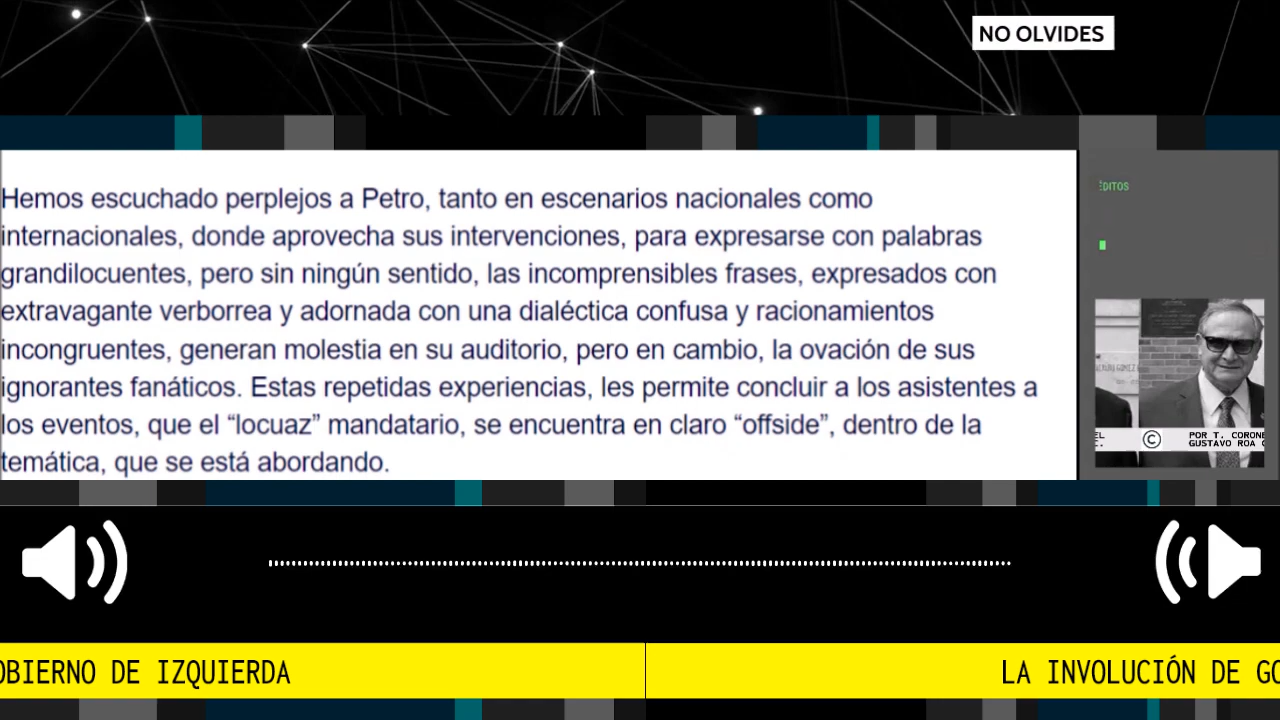 NO OLVIDES
Hemos escuchado perplejos a Petro, tanto en escenarios nacionales como
internacionales, donde aprovecha sus intervenciones, para expresarse con palabras
grandilocuentes, pero sin ningún sentido, las incomprensibles frases, expresados con
extravagante verborrea y adornada con una dialéctica confusa y racionamientos
incongruentes, generan molestia en su auditorio, pero en cambio, la ovación de sus
ignorantes fanáticos. Estas repetidas experiencias, les permite concluir a los asistentes a
los eventos, que el “locuaz” mandatario, se encuentra en claro “offside”, dentro de la
temática, que se está abordando.
ÉDITOS
EL © POR T. CORONE
C. GUSTAVO ROA C
OBIERNO DE IZQUIERDA
LA INVOLUCIÓN DE GO